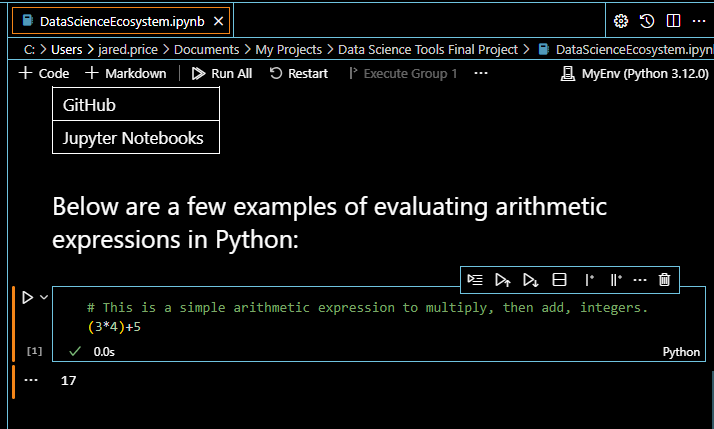 DataScienceEcosystem.ipynb
C: > Users > jared.price > Documents > My Projects > Data Science Tools Final Project > DataScienceEcosystem.ipyn
+ Code + Markdown | Run All Restart Execute Group 1 ... MyEnv (Python 3.12.0)
GitHub
Jupyter Notebooks
Below are a few examples of evaluating arithmetic
expressions in Python:
# This is a simple arithmetic expression to multiply, then add, integers.
(3*4)+5
[1] 0.0s Python
17